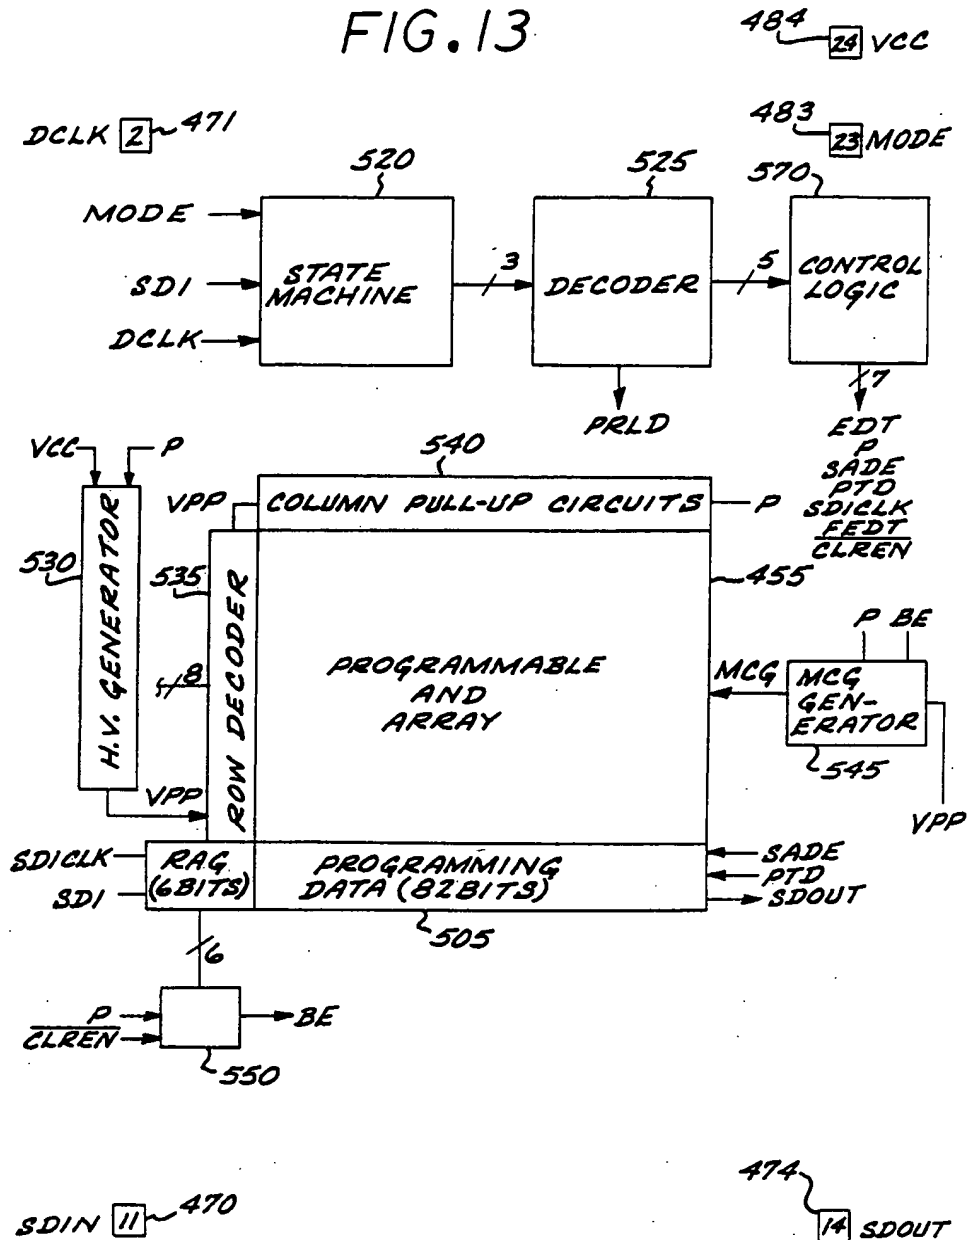 FIG. 13
484
24 VCC
DCLK 2 471
483
23 MODE
520
525
570
MODE
SDI
DCLK
STATE
MACHINE
3
DECODER
5
CONTROL
LOGIC
7
PRLD
EDT
P
SADE
PTD
SDICLK
FEDT
CLREN
VCC
P
540
VPP
COLUMN PULL-UP CIRCUITS
P
530
H.V. GENERATOR
535
ROW DECODER
8
455
PROGRAMMABLE
AND
ARRAY
P BE
MCG
MCG
GEN-
ERATOR
545
VPP
VPP
SDICLK
SDI
RAG
(6BITS)
PROGRAMMING
DATA (82BITS)
SADE
PTD
SDOUT
505
6
P
CLREN
BE
550
SDIN 11 470
474
14 SDOUT